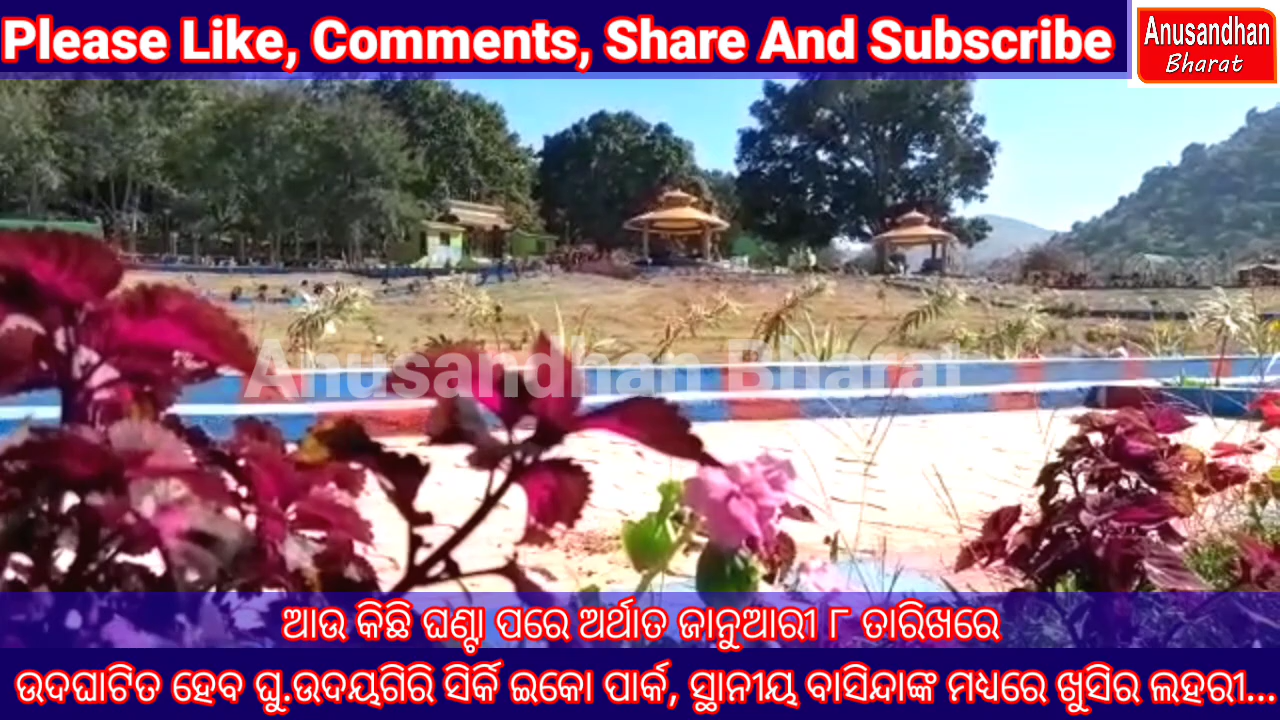 Please Like, Comments, Share And Subscribe
Anusandhan
Bharat
Anusandhan Bharat
ଆଉ କିଛି ଘଣ୍ଟା ପରେ ଅର୍ଥାତ ଜାନୁଆରୀ ୮ ତାରିଖରେ
ଉଦଘାଟିତ ହେବ ଘୁ.ଉଦୟଗିରି ସିର୍କି ଇକୋ ପାର୍କ, ସ୍ଥାନୀୟ ବାସିନ୍ଦାଙ୍କ ମଧ୍ୟରେ ଖୁସିର ଲହରୀ...